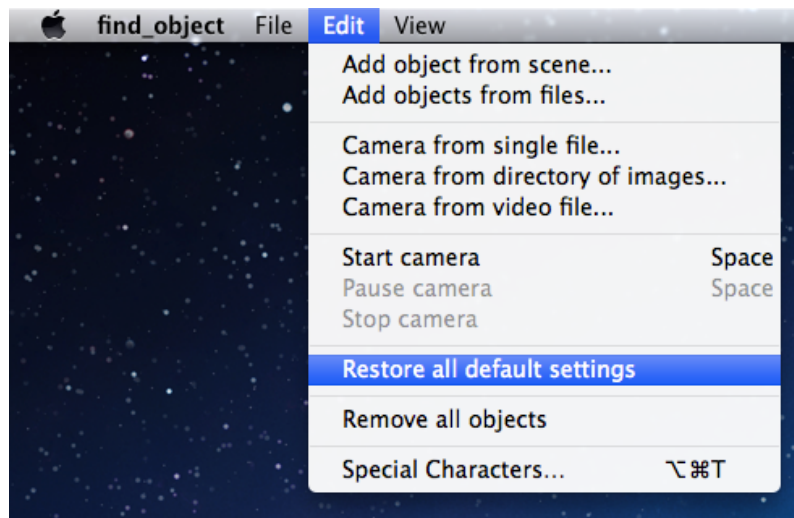 find_object File Edit View
Add object from scene...
Add objects from files...
Camera from single file...
Camera from directory of images...
Camera from video file...
Start camera Space
Pause camera Space
Stop camera
Restore all default settings
Remove all objects
Special Characters... ⌥⌘T